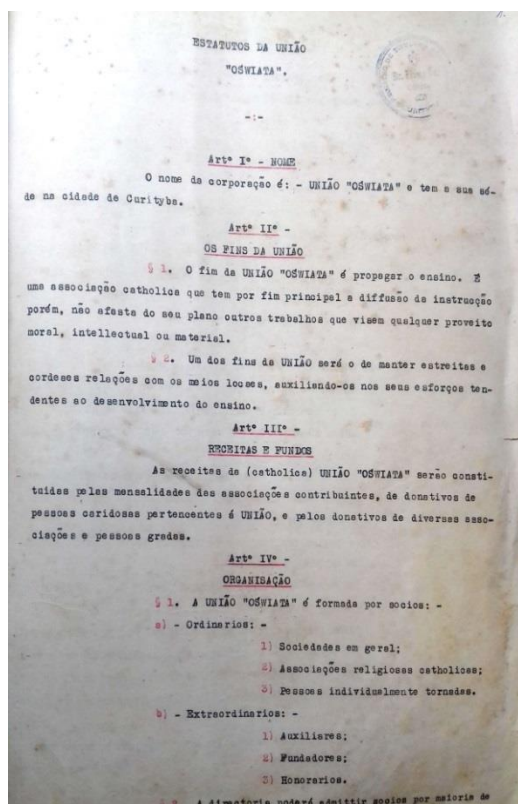 ESTATUTOS DA UNIÃO
"OŚWIATA".
-:-
Artº Iº - NOME
O nome da corporação é: - UNIÃO "OŚWIATA" e tem a sua sé-
de na cidade de Curityba.
Artº IIº -
OS FINS DA UNIÃO
§ 1. O fim da UNIÃO "OŚWIATA" é propagar o ensino. É
uma associação catholica que tem por fim principal a diffusão da instrucção
porém, não afasta do seu plano outros trabalhos que visem qualquer proveito
moral, intellectual ou material.
§ 2. Um dos fins da UNIÃO será o de manter estreitas e
cordeaes relações com os meios locaes, auxiliando-os nos seus esforços ten-
dentes ao desenvolvimento do ensino.
Artº IIIº -
RECEITAS E FUNDOS
As receitas da (catholica) UNIÃO "OŚWIATA" serão consti-
tuidas pelas mensalidades das associações contribuintes, de donativos de
pessoas caridosas pertencentes á UNIÃO, e pelos donativos de diversas asso-
ciações e pessoas gradas.
Artº IVº -
ORGANISAÇÃO
§ 1. A UNIÃO "OŚWIATA" é formada por socios: -
a) - Ordinarios: -
1) Sociedades em geral;
2) Associações religiosas catholicas;
3) Pessoas individualmente tornadas.
b) - Extraordinarios: -
1) Auxiliares;
2) Fundadores;
3) Honorarios.
A directoria poderá admittir socios por maioria de